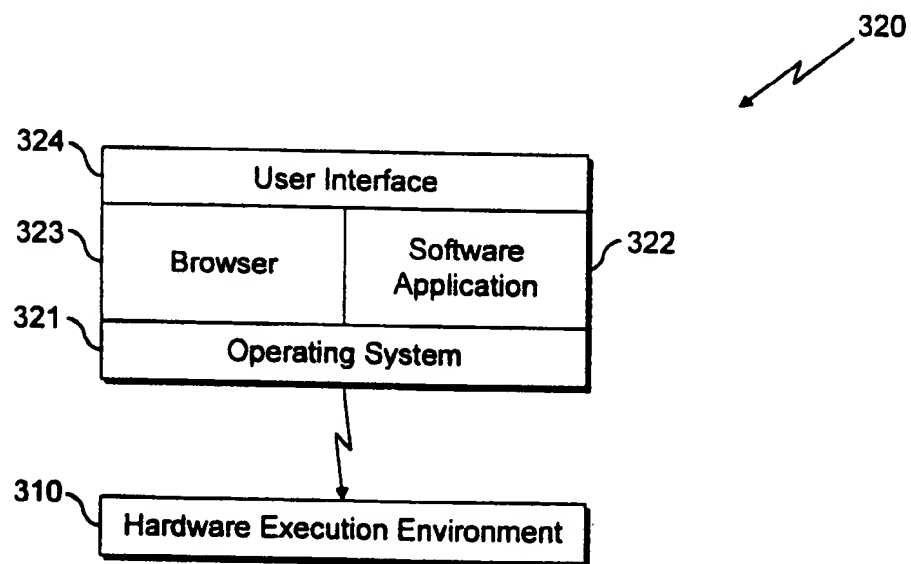 320
324
User Interface
323
Browser
Software
Application
322
321
Operating System
310
Hardware Execution Environment